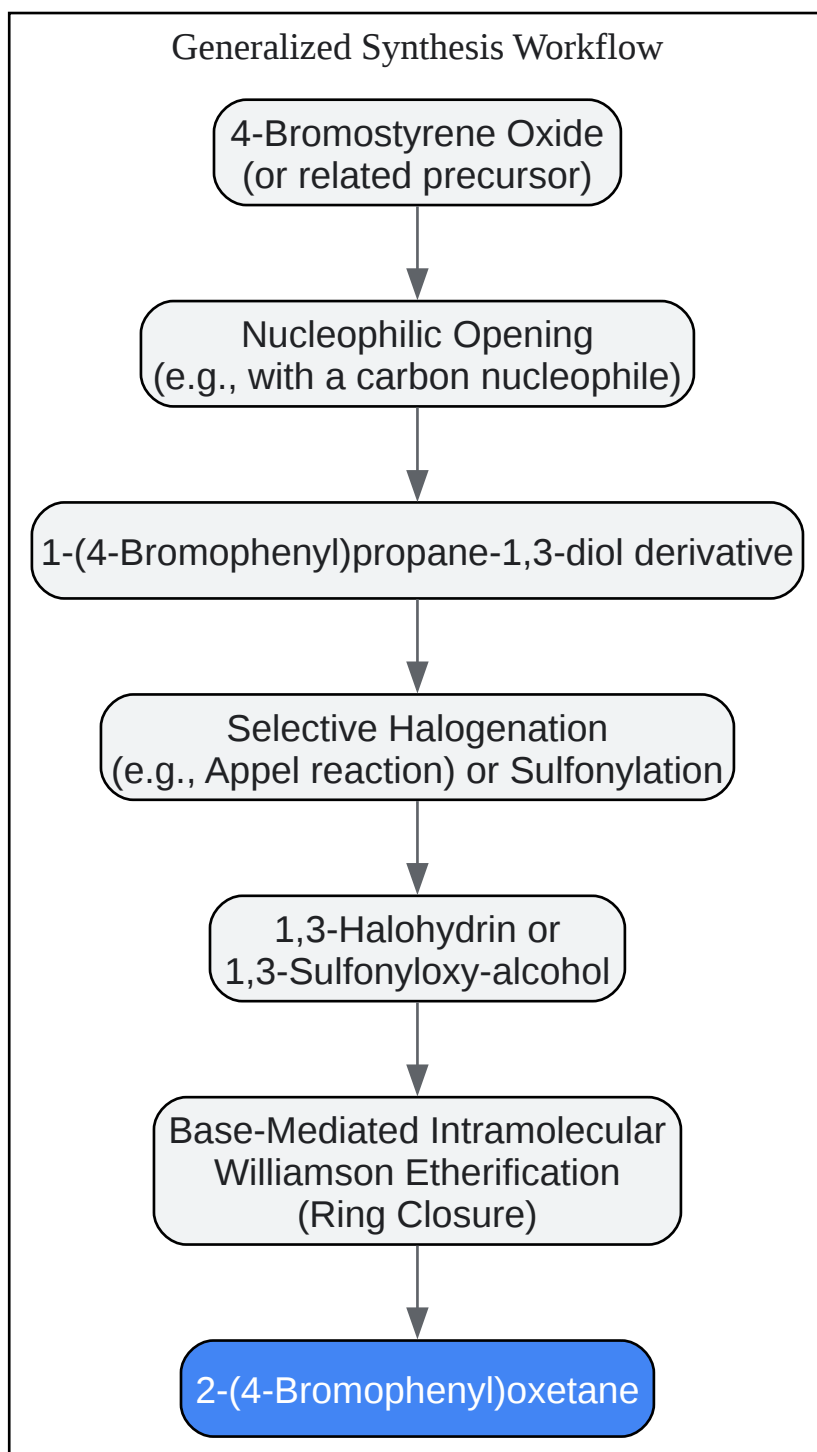 Generalized Synthesis Workflow
4-Bromostyrene Oxide
(or related precursor)
Nucleophilic Opening
(e.g., with a carbon nucleophile)
1-(4-Bromophenyl)propane-1,3-diol derivative
Selective Halogenation
(e.g., Appel reaction) or Sulfonylation
1,3-Halohydrin or
1,3-Sulfonyloxy-alcohol
Base-Mediated Intramolecular
Williamson Etherification
(Ring Closure)
2-(4-Bromophenyl)oxetane